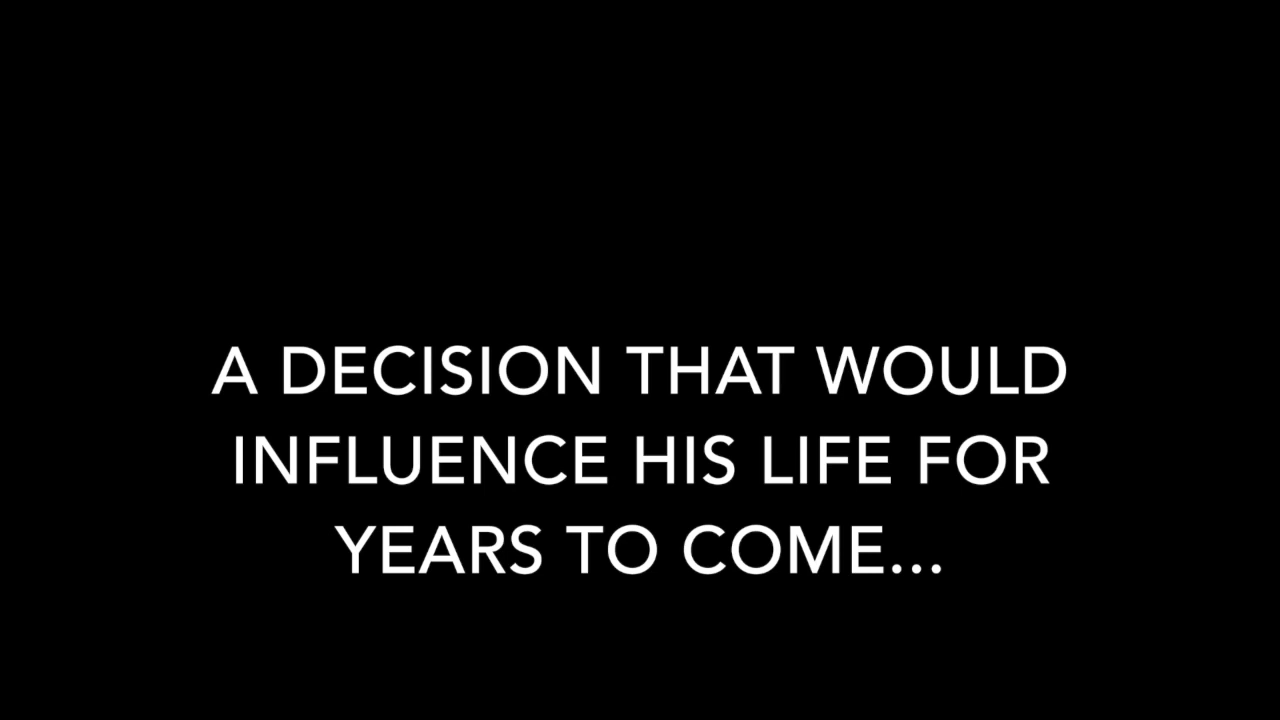 A DECISION THAT WOULD
INFLUENCE HIS LIFE FOR
YEARS TO COME...